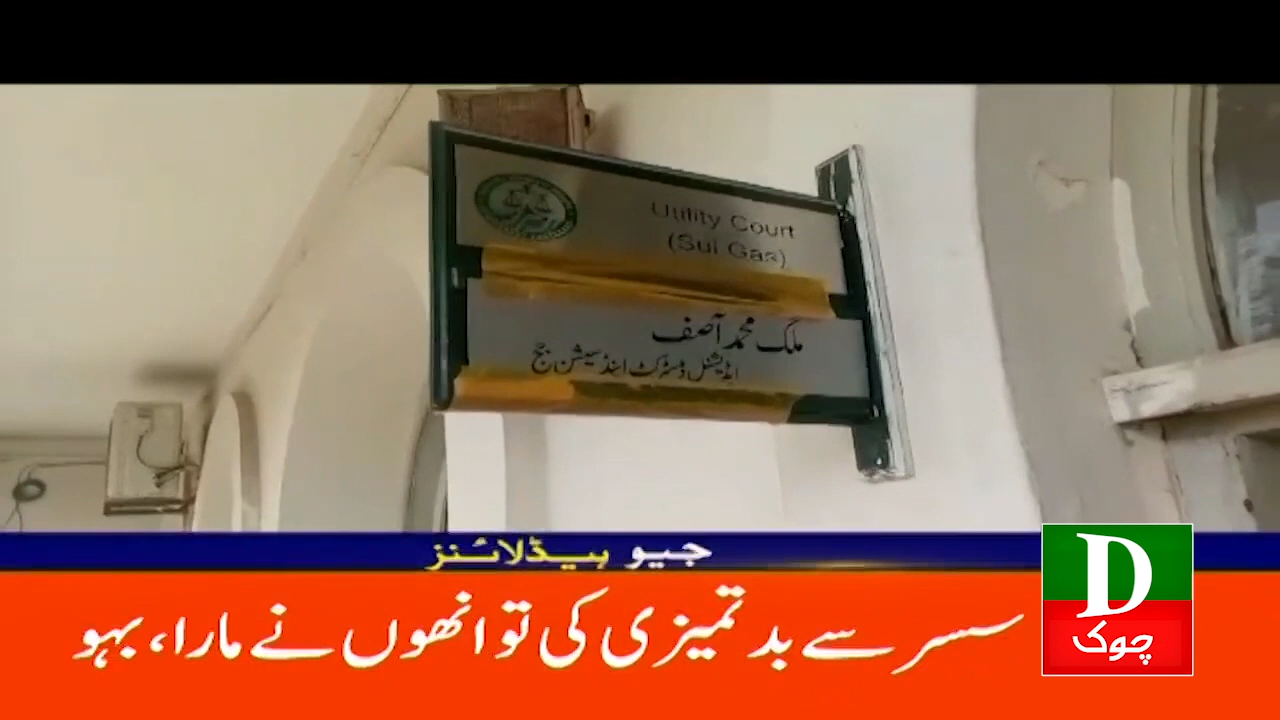 Utility Court
(Sui Gas)
ملک محمد آصف
ایڈیشنل ڈسٹرکٹ اینڈ سیشن جج
جیو ہیڈلائنز
سسر سے بدتمیزی کی تو انھوں نے مارا، بہو
D
چوک